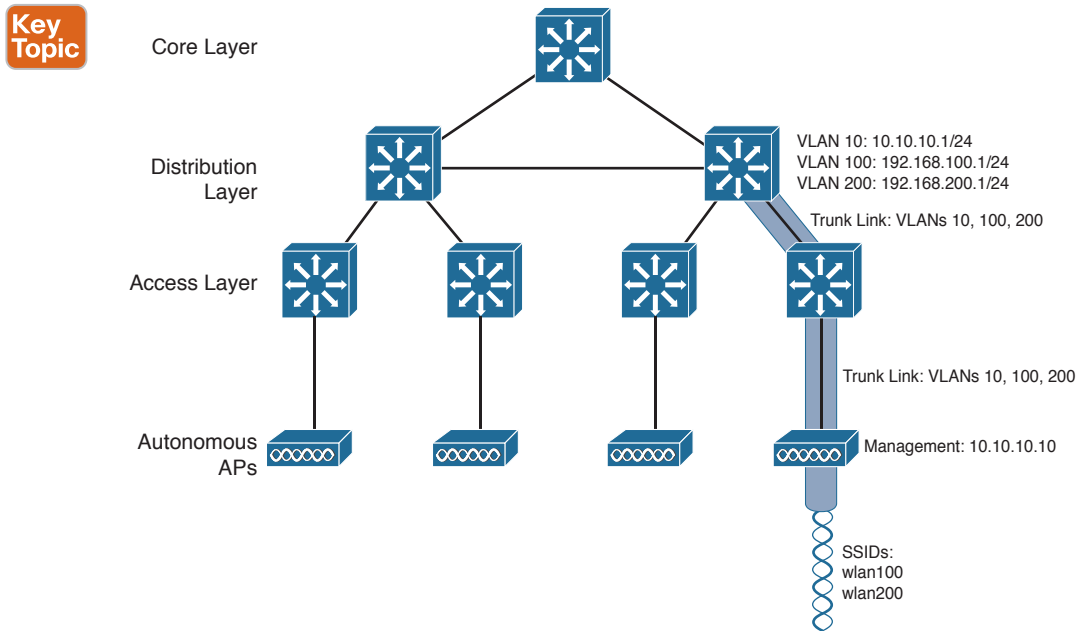 Key
Topic
Core Layer
Distribution
Layer
VLAN 10: 10.10.10.1/24
VLAN 100: 192.168.100.1/24
VLAN 200: 192.168.200.1/24
Trunk Link: VLANs 10, 100, 200
Access Layer
Trunk Link: VLANs 10, 100, 200
Autonomous
APs
Management: 10.10.10.10
SSIDs:
wlan100
wlan200